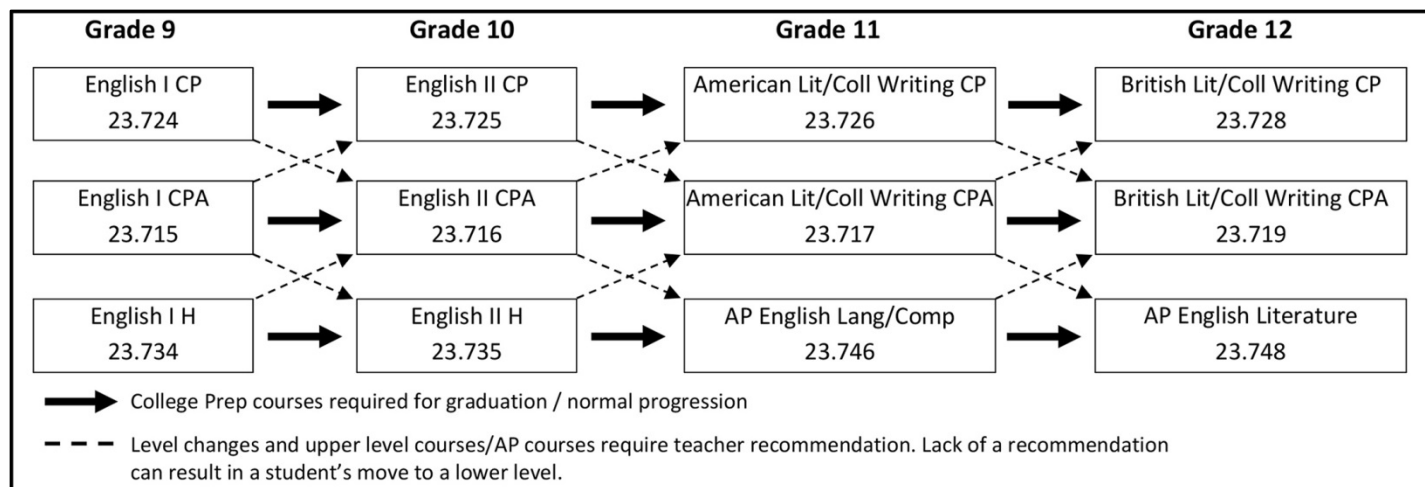 Grade 9
Grade 10
Grade 11
Grade 12
English I CP
23.724
English II CP
23.725
American Lit/Coll Writing CP
23.726
British Lit/Coll Writing CP
23.728
English I CPA
23.715
English II CPA
23.716
American Lit/Coll Writing CPA
23.717
British Lit/Coll Writing CPA
23.719
English I H
23.734
English II H
23.735
AP English Lang/Comp
23.746
AP English Literature
23.748
College Prep courses required for graduation / normal progression
Level changes and upper level courses/AP courses require teacher recommendation. Lack of a recommendation
can result in a student’s move to a lower level.